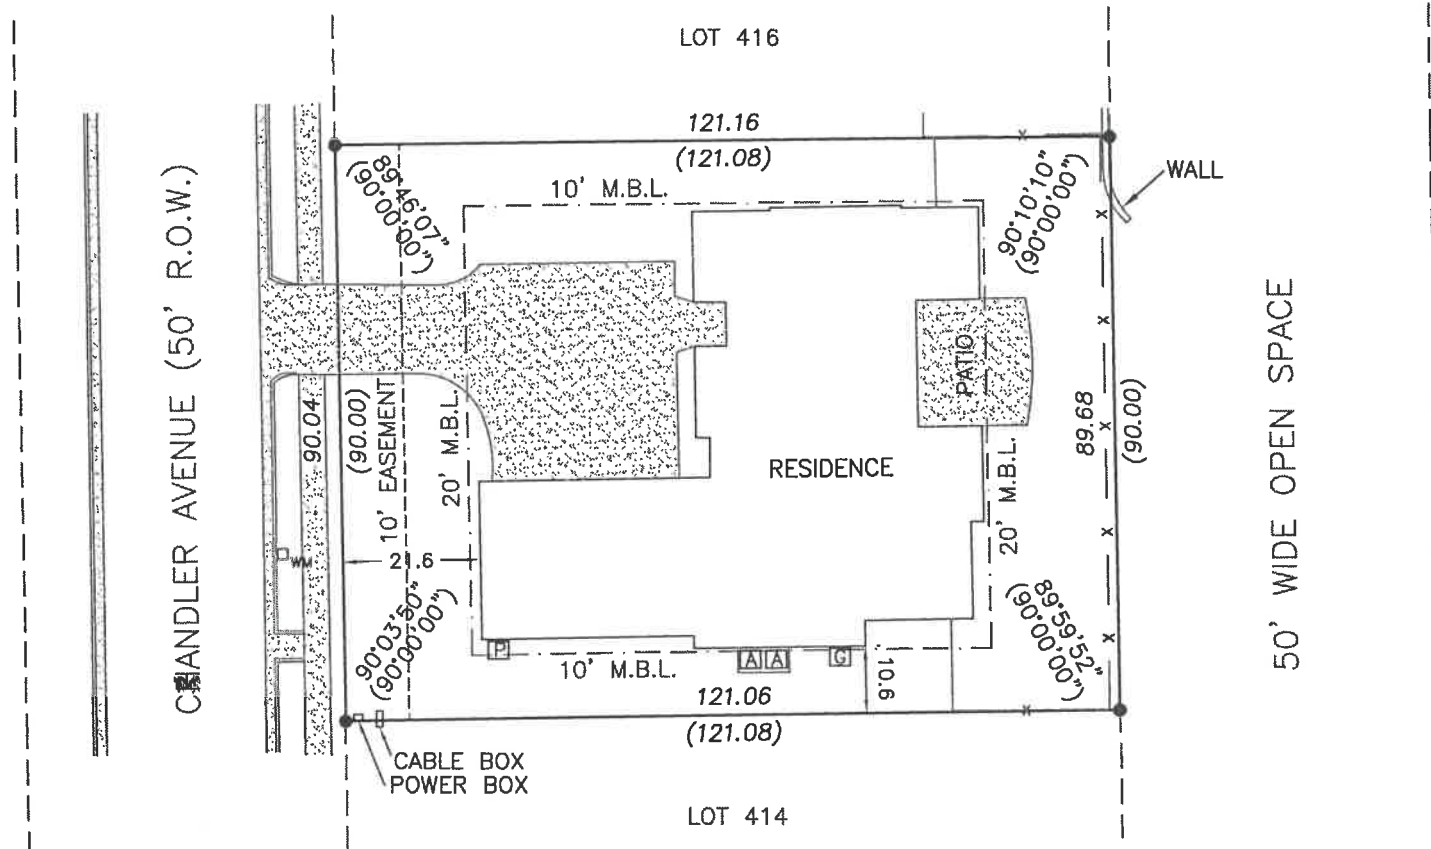 LOT 416
121.16
(121.08)
89°46'07"
(90°00'00")
10' M.B.L.
90°10'10"
(90°00'00")
WALL
CHANDLER AVENUE (50' R.O.W.)
90.04
(90.00)
10' EASEMENT
20' M.B.L.
PATIO
RESIDENCE
89.68
(90.00)
20' M.B.L.
50' WIDE OPEN SPACE
WM
21.6
90°03'50"
(90°00'00")
P
10' M.B.L.
A A
G
10.6
89°59'52"
(90°00'00")
121.06
(121.08)
CABLE BOX
POWER BOX
LOT 414